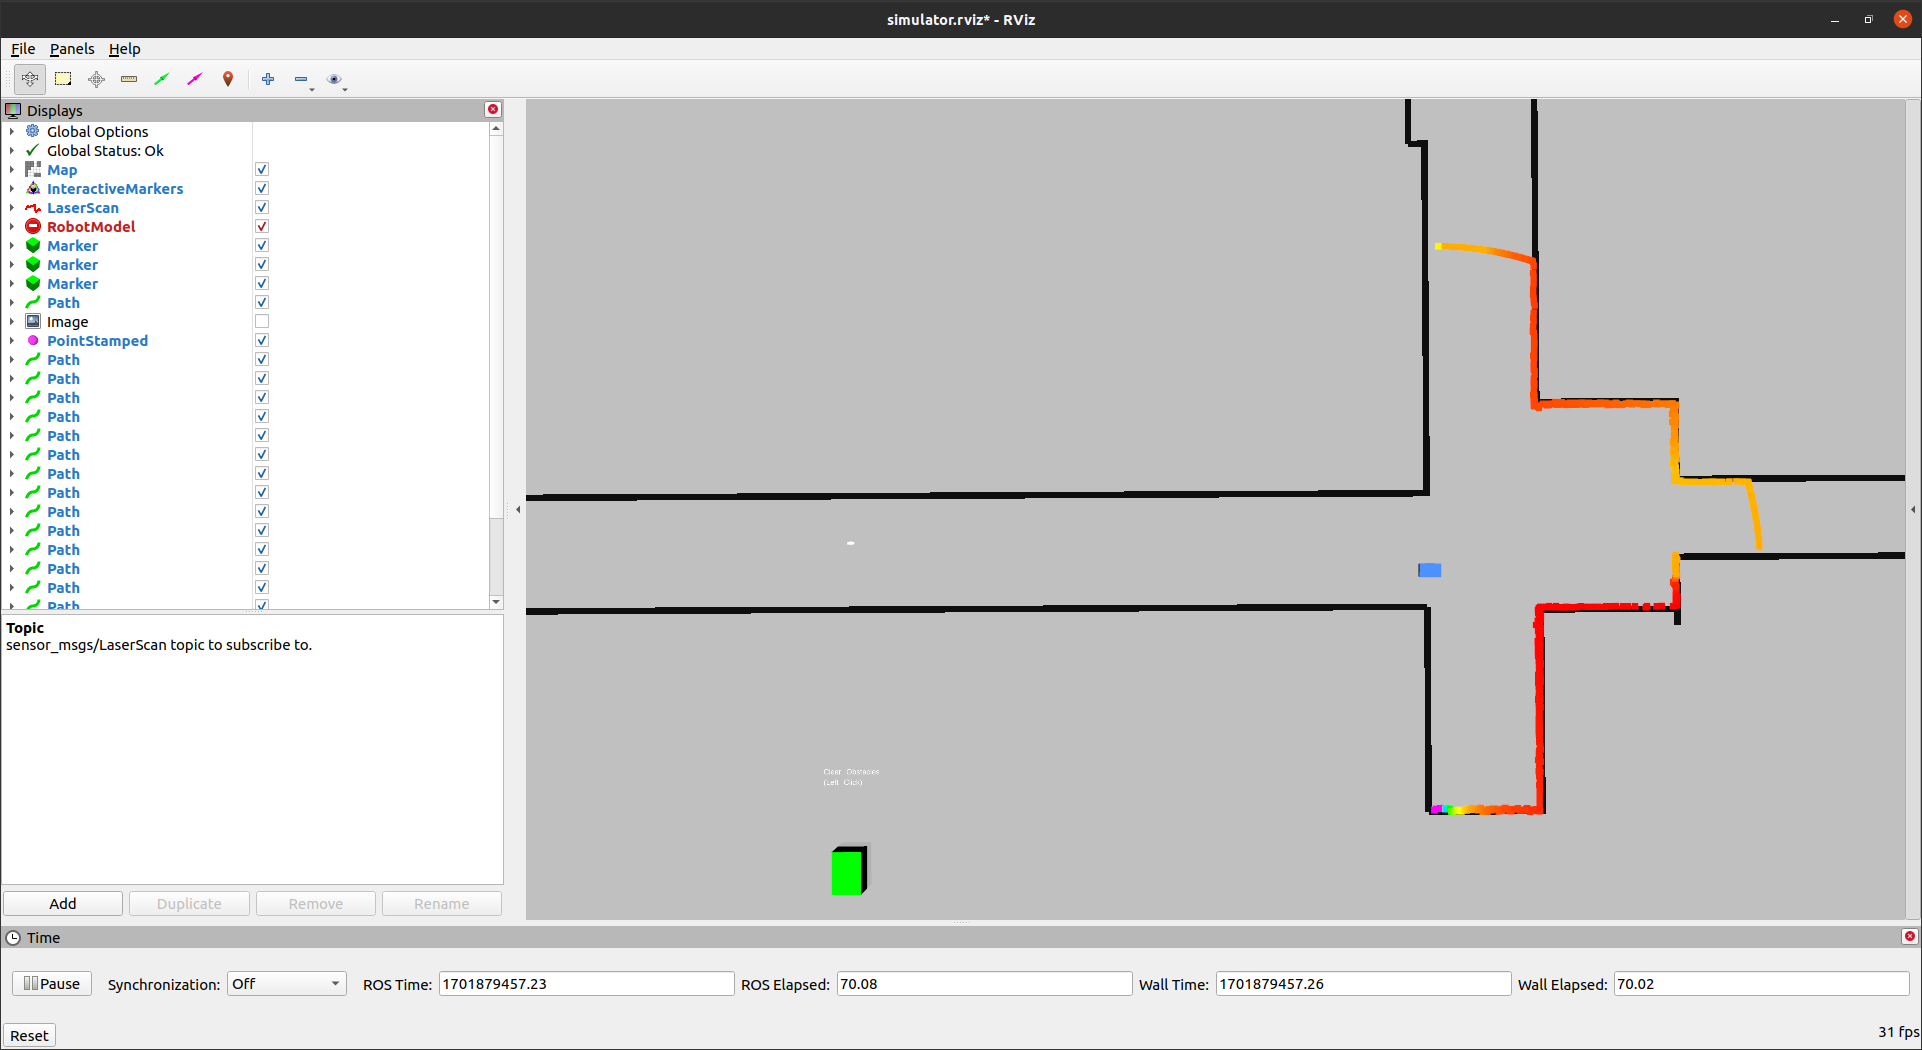 simulator.rviz* - RViz
File Panels Help
Displays
Global Options
Global Status: Ok
Map
InteractiveMarkers
LaserScan
RobotModel
Marker
Marker
Marker
Path
Image
PointStamped
Path
Path
Path
Path
Path
Path
Path
Path
Path
Path
Path
Path
Path
Path
Topic
sensor_msgs/LaserScan topic to subscribe to.
Add Duplicate Remove Rename
Clear Obstacles
(Left Click)
Time
Pause Synchronization: Off ROS Time: 1701879457.23 ROS Elapsed: 70.08 Wall Time: 1701879457.26 Wall Elapsed: 70.02
Reset 31 fps